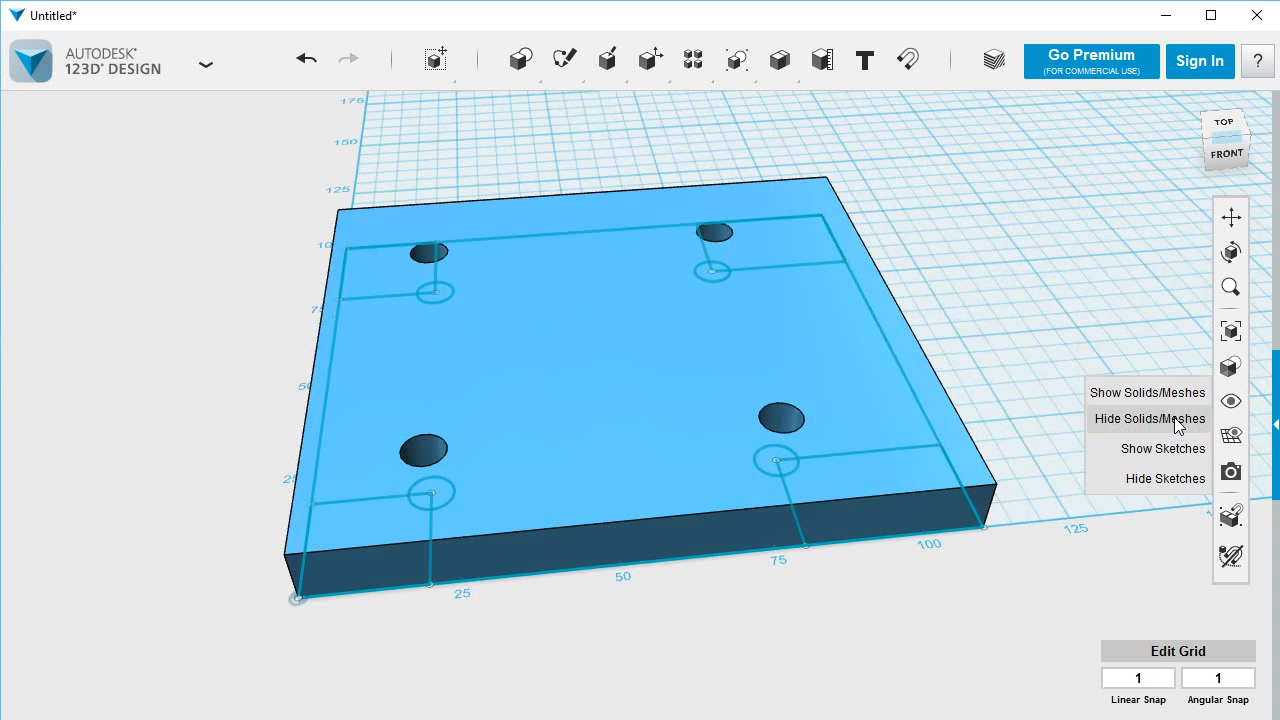 Untitled*
AUTODESK®
123D® DESIGN
Go Premium
(FOR COMMERCIAL USE)
Sign In
?
175
150
125
TOP
FRONT
Show Solids/Meshes
Hide Solids/Meshes
Show Sketches
Hide Sketches
25
50
75
100
125
Edit Grid
1
1
Linear Snap
Angular Snap